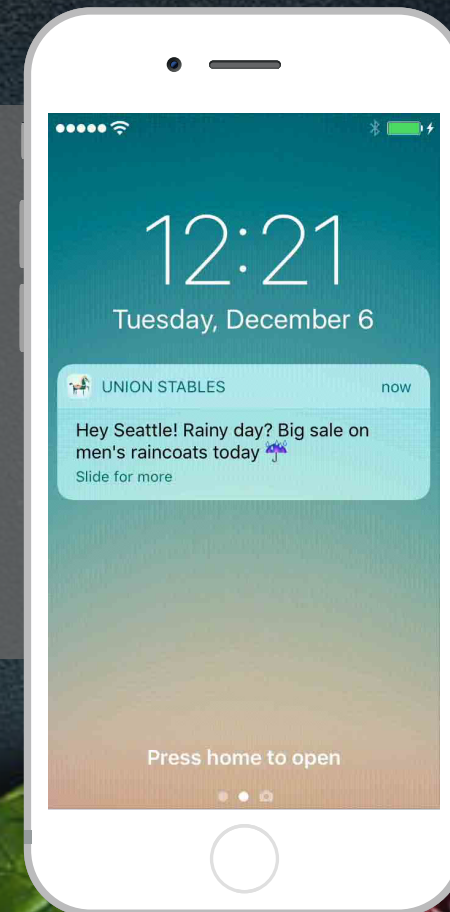 12:21
Tuesday, December 6
UNION STABLES now
Hey Seattle! Rainy day? Big sale on
men's raincoats today ☔
Slide for more
Press home to open